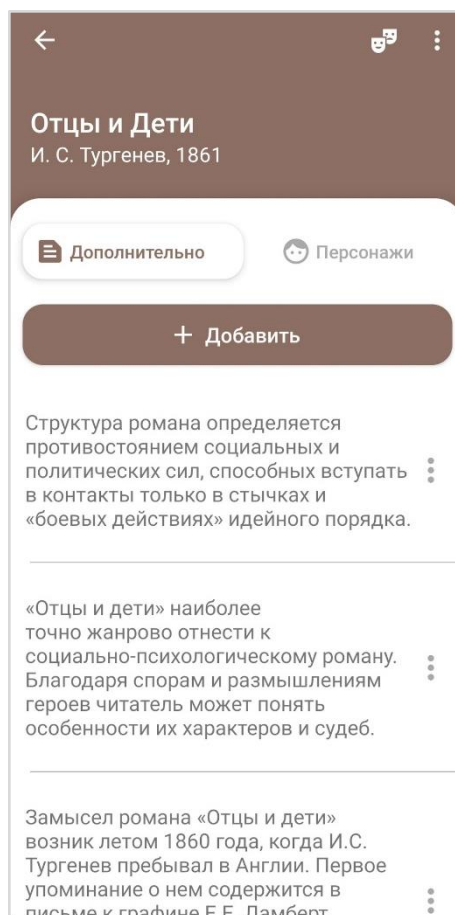 Отцы и Дети
И. С. Тургенев, 1861
Дополнительно
Персонажи
+ Добавить
Структура романа определяется
противостоянием социальных и
политических сил, способных вступать
в контакты только в стычках и
«боевых действиях» идейного порядка.
«Отцы и дети» наиболее
точно жанрово отнести к
социально-психологическому роману.
Благодаря спорам и размышлениям
героев читатель может понять
особенности их характеров и судеб.
Замысел романа «Отцы и дети»
возник летом 1860 года, когда И.С.
Тургенев пребывал в Англии. Первое
упоминание о нем содержится в
письме к графине Е.Е. Ламберт